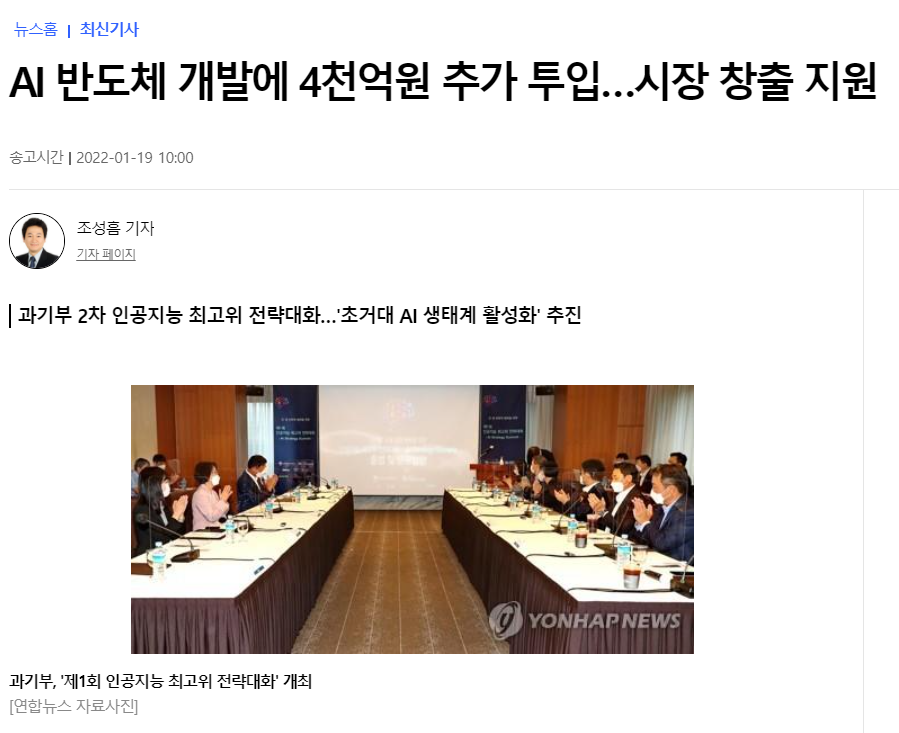 뉴스홈 | 최신기사
AI 반도체 개발에 4천억원 추가 투입…시장 창출 지원
송고시간 | 2022-01-19 10:00
조성흠 기자
기자 페이지
과기부 2차 인공지능 최고위 전략대화…'초거대 AI 생태계 활성화' 추진
YONHAP NEWS
과기부, '제1회 인공지능 최고위 전략대화' 개최
[연합뉴스 자료사진]